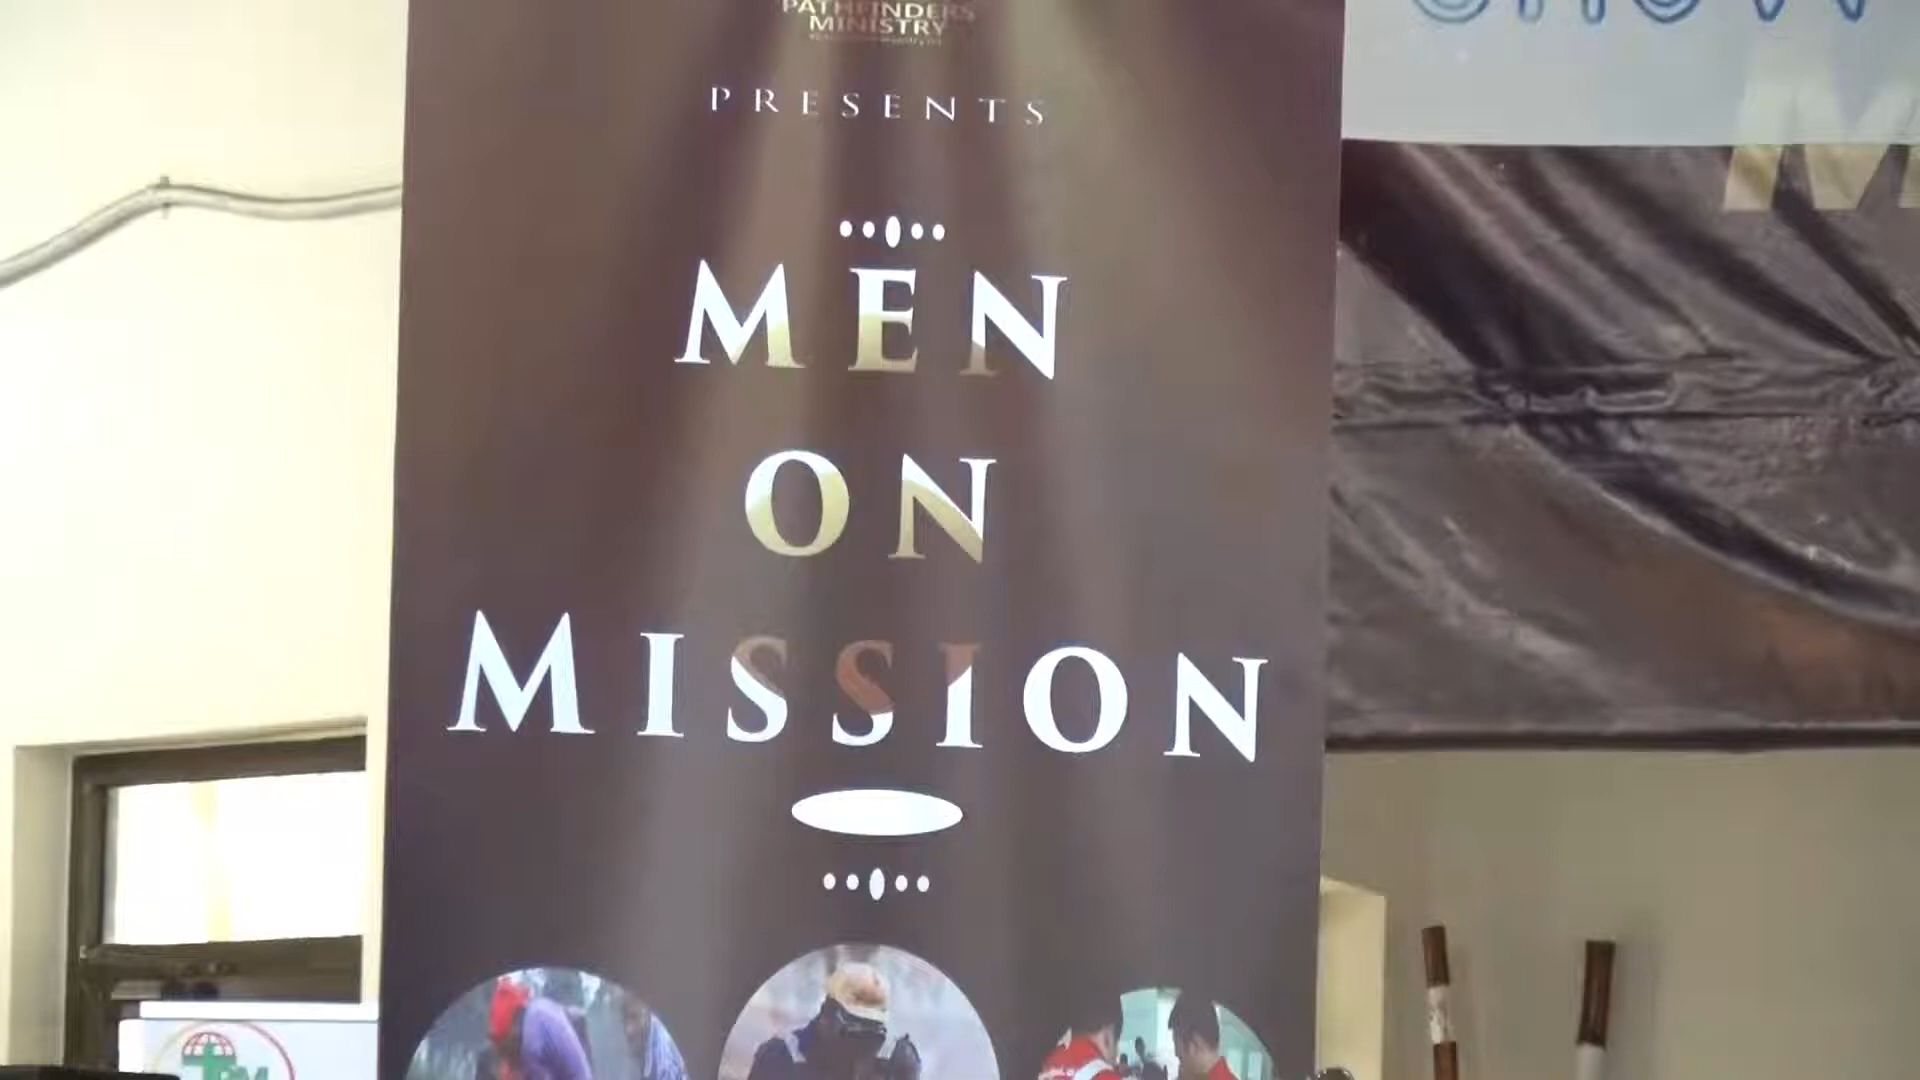 PATHFINDERS
MINISTRY
PRESENTS
MEN
ON
MISSION